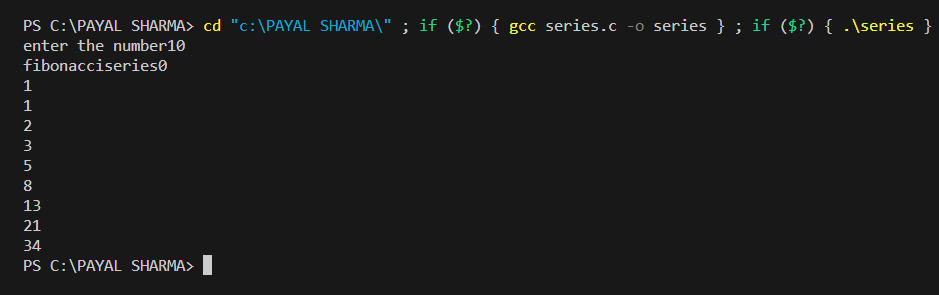 PS C:\PAYAL SHARMA> cd "c:\PAYAL SHARMA\" ; if ($?) { gcc series.c -o series } ; if ($?) { .\series }
enter the number10
fibonacciseries0
1
1
2
3
5
8
13
21
34
PS C:\PAYAL SHARMA>